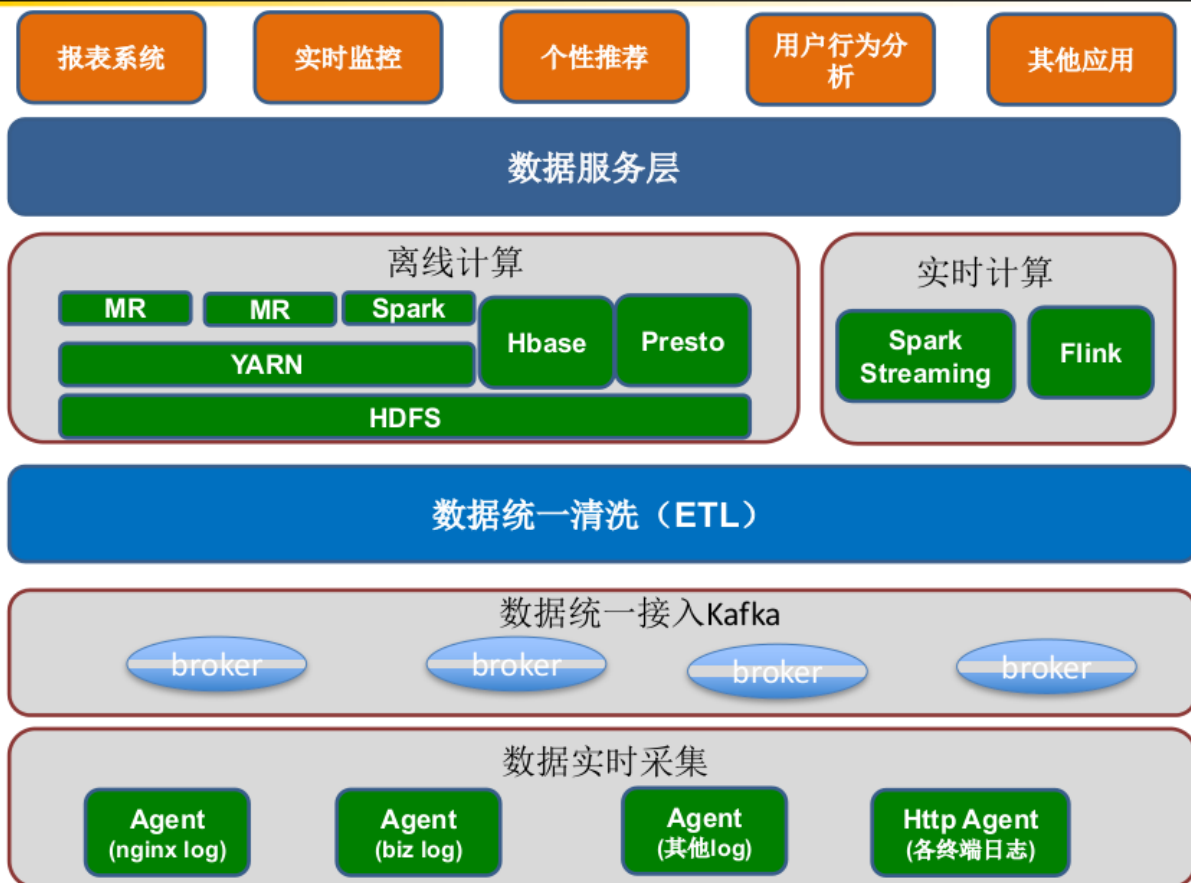 报表系统
实时监控
个性推荐
用户行为分
析
其他应用
数据服务层
离线计算
MR
MR
Spark
Hbase
Presto
YARN
HDFS
实时计算
Spark
Streaming
Flink
数据统一清洗（ETL）
数据统一接入Kafka
broker
broker
broker
broker
数据实时采集
Agent
(nginx log)
Agent
(biz log)
Agent
(其他log)
Http Agent
(各终端日志)